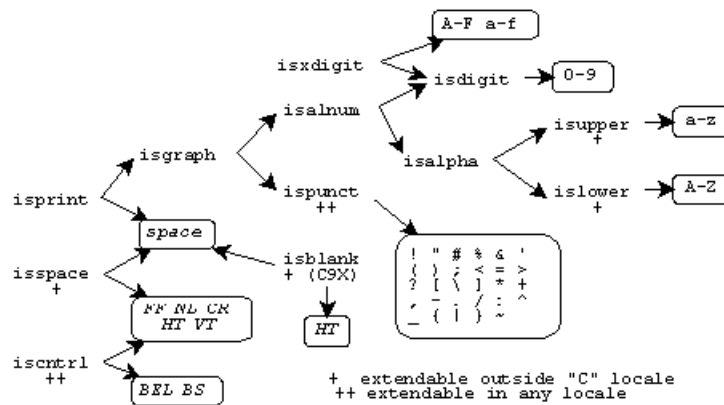 A-F a-f
isxdigit
isdigit
0-9
isalnum
isupper
+
a-z
isgraph
isalpha
ispunct
++
islower
+
A-Z
isprint
space
isspace
+
isblank
+ (C9X)
! " # % & '
( ) ; < = >
? [ \ ] * +
, - . / : ^
_ { | } ~
FF NL CR
HT VT
HT
iscntrl
++
BEL BS
+ extendable outside "C" locale
++ extendable in any locale